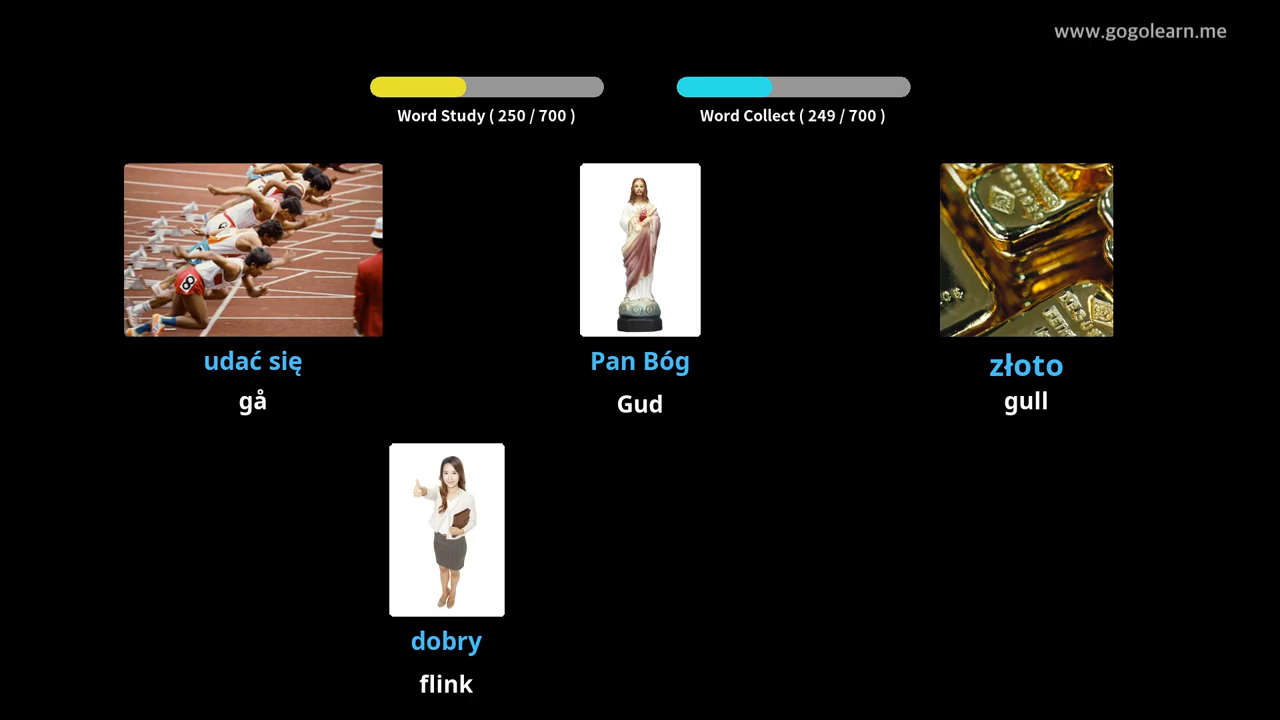 www.gogolearn.me
Word Study ( 250 / 700 )
Word Collect ( 249 / 700 )
8
udać się
gå
Pan Bóg
Gud
złoto
gull
dobry
flink